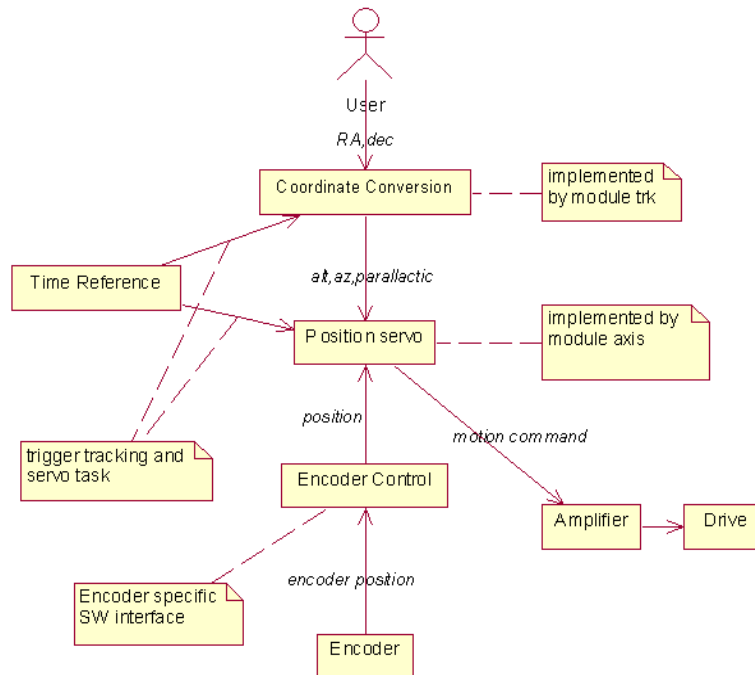 User
RA,dec
Coordinate Conversion
implemented
by module trk
Time Reference
alt,az,parallactic
Position servo
implemented by
module axis
position
motion command
trigger tracking and
servo task
Encoder Control
Amplifier
Drive
encoder position
Encoder specific
SW interface
Encoder